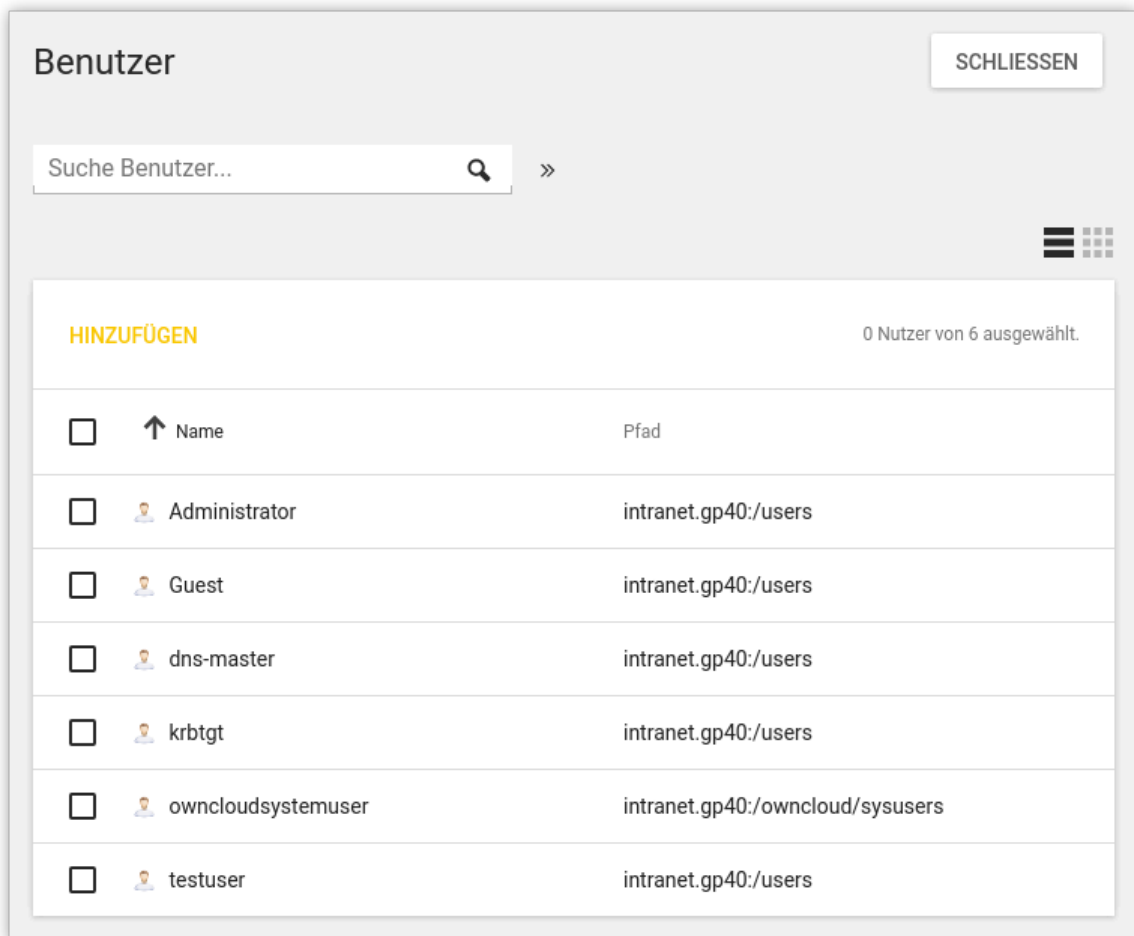 Benutzer SCHLIESSEN
Suche Benutzer... »
HINZUFÜGEN 0 Nutzer von 6 ausgewählt.
Name Pfad
Administrator intranet.gp40:/users
Guest intranet.gp40:/users
dns-master intranet.gp40:/users
krbtgt intranet.gp40:/users
owncloudsystemuser intranet.gp40:/owncloud/sysusers
testuser intranet.gp40:/users